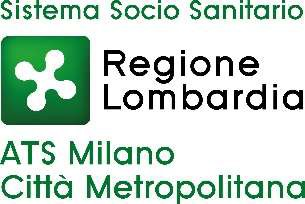 Sistema Socio Sanitario
Regione
Lombardia
ATS Milano
Città Metropolitana